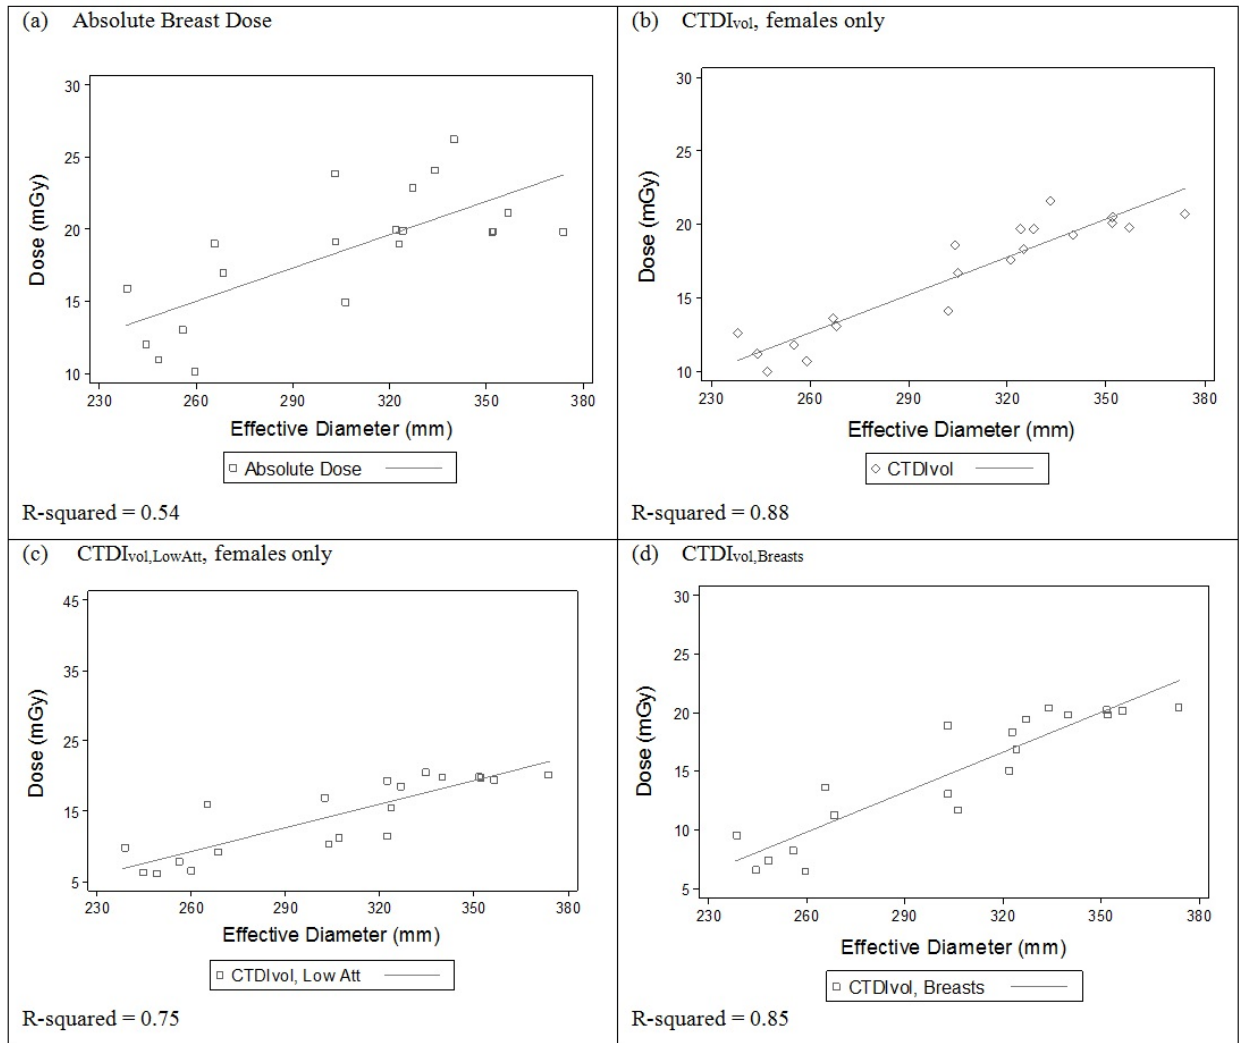 (a) Absolute Breast Dose
30
25
20
15
10
Dose (mGy)
230 260 290 320 350 380
Effective Diameter (mm)
Absolute Dose
R-squared = 0.54
(b) CTDIvol, females only
30
25
20
15
10
Dose (mGy)
230 260 290 320 350 380
Effective Diameter (mm)
CTDIvol
R-squared = 0.88
(c) CTDIvol,LowAtt, females only
45
35
25
15
5
Dose (mGy)
230 260 290 320 350 380
Effective Diameter (mm)
CTDIvol, Low Att
R-squared = 0.75
(d) CTDIvol,Breasts
30
25
20
15
10
5
Dose (mGy)
230 260 290 320 350 380
Effective Diameter (mm)
CTDIvol, Breasts
R-squared = 0.85